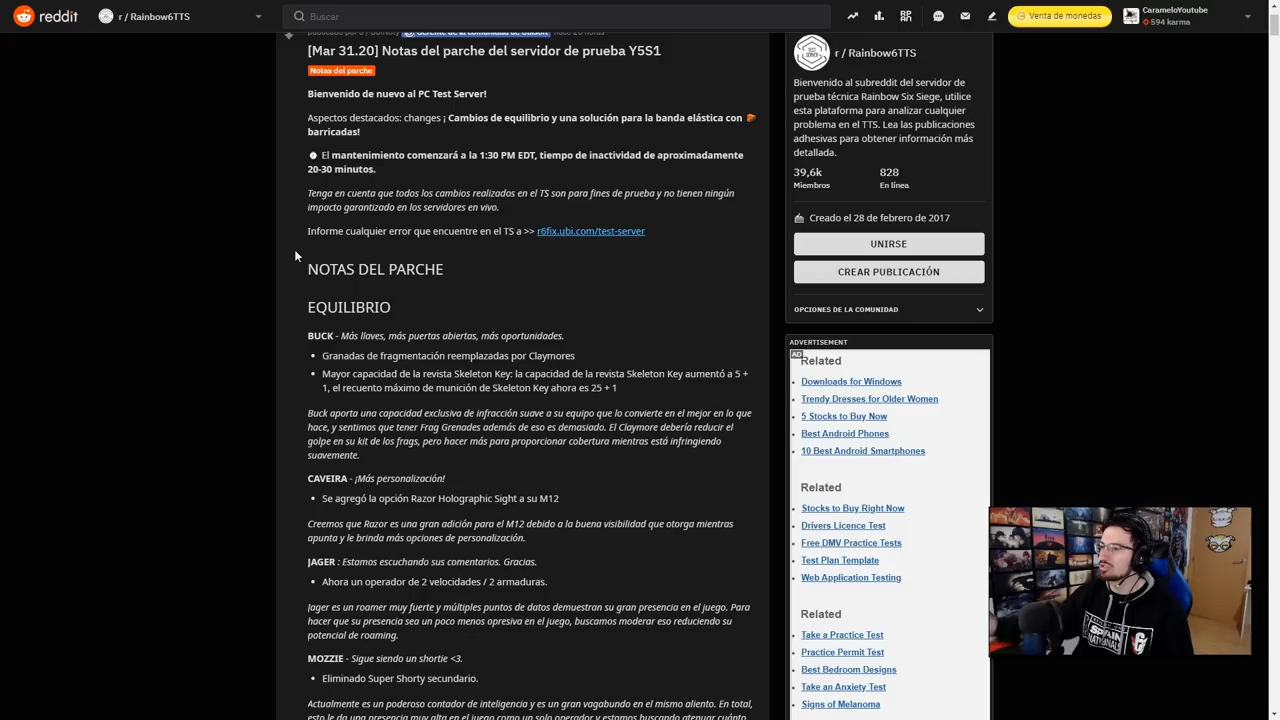 reddit
r / Rainbow6TTS
Buscar
Venta de monedas
CarameloYoutube
594 karma
[Mar 31.20] Notas del parche del servidor de prueba Y5S1
Notas del parche
Bienvenido de nuevo al PC Test Server!
Aspectos destacados: changes ¡ Cambios de equilibrio y una solución para la banda elástica con
barricadas!
El mantenimiento comenzará a la 1:30 PM EDT, tiempo de inactividad de aproximadamente
20-30 minutos.
Tenga en cuenta que todos los cambios realizados en el TS son para fines de prueba y no tienen ningún
impacto garantizado en los servidores en vivo.
Informe cualquier error que encuentre en el TS a >> r6fix.ubi.com/test-server
NOTAS DEL PARCHE
EQUILIBRIO
BUCK - Más llaves, más puertas abiertas, más oportunidades.
• Granadas de fragmentación reemplazadas por Claymores
• Mayor capacidad de la revista Skeleton Key: la capacidad de la revista Skeleton Key aumentó a 5 +
1, el recuento máximo de munición de Skeleton Key ahora es 25 + 1
Buck aporta una capacidad exclusiva de infracción suave a su equipo que lo convierte en el mejor en lo que
hace, y sentimos que tener Frag Grenades además de eso es demasiado. El Claymore debería reducir el
golpe en su kit de los frags, pero hacer más para proporcionar cobertura mientras está infringiendo
suavemente.
CAVEIRA - ¡Más personalización!
• Se agregó la opción Razor Holographic Sight a su M12
Creemos que Razor es una gran adición para el M12 debido a la buena visibilidad que otorga mientras
apunta y le brinda más opciones de personalización.
JAGER : Estamos escuchando sus comentarios. Gracias.
• Ahora un operador de 2 velocidades / 2 armaduras.
Jager es un roamer muy fuerte y múltiples puntos de datos demuestran su gran presencia en el juego. Para
hacer que su presencia sea un poco menos opresiva en el juego, buscamos moderar eso reduciendo su
potencial de roaming.
MOZZIE - Sigue siendo un shortie <3.
• Eliminado Super Shorty secundario.
Actualmente es un poderoso contador de inteligencia y es un gran vagabundo en el mismo aliento. En total,
esto le da una presencia muy alta en el juego como un solo operador y estamos buscando atenuar cuánto
r / Rainbow6TTS
Bienvenido al subreddit del servidor de
prueba técnica Rainbow Six Siege, utilice
esta plataforma para analizar cualquier
problema en el TTS. Lea las publicaciones
adhesivas para obtener información más
detallada.
39,6k 828
Miembros En línea
Creado el 28 de febrero de 2017
UNIRSE
CREAR PUBLICACIÓN
OPCIONES DE LA COMUNIDAD
ADVERTISEMENT
AD
Related
Downloads for Windows
Trendy Dresses for Older Women
5 Stocks to Buy Now
Best Android Phones
10 Best Android Smartphones
Related
Stocks to Buy Right Now
Drivers Licence Test
Free DMV Practice Tests
Test Plan Template
Web Application Testing
Related
Take a Practice Test
Practice Permit Test
Best Bedroom Designs
Take an Anxiety Test
Signs of Melanoma